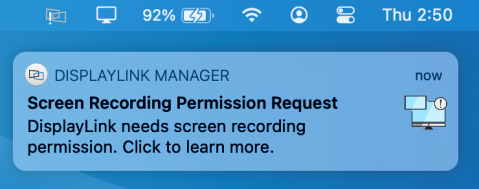 92% Thu 2:50
DISPLAYLINK MANAGER now
Screen Recording Permission Request
DisplayLink needs screen recording
permission. Click to learn more.